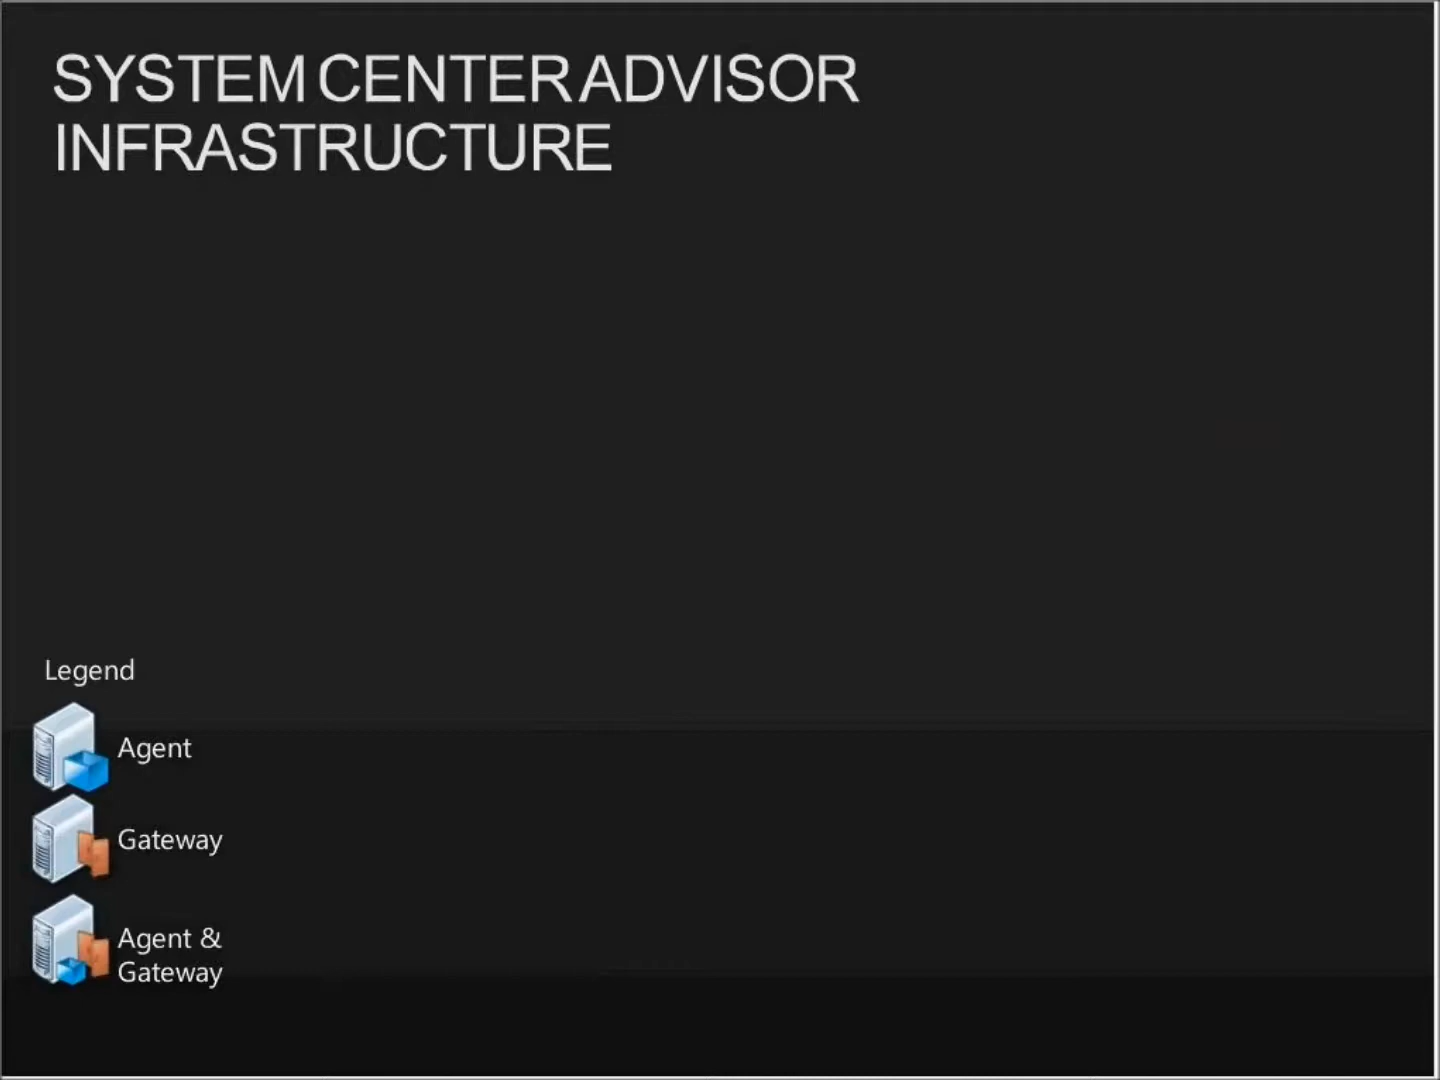 SYSTEM CENTER ADVISOR
INFRASTRUCTURE
Legend
Agent
Gateway
Agent &
Gateway